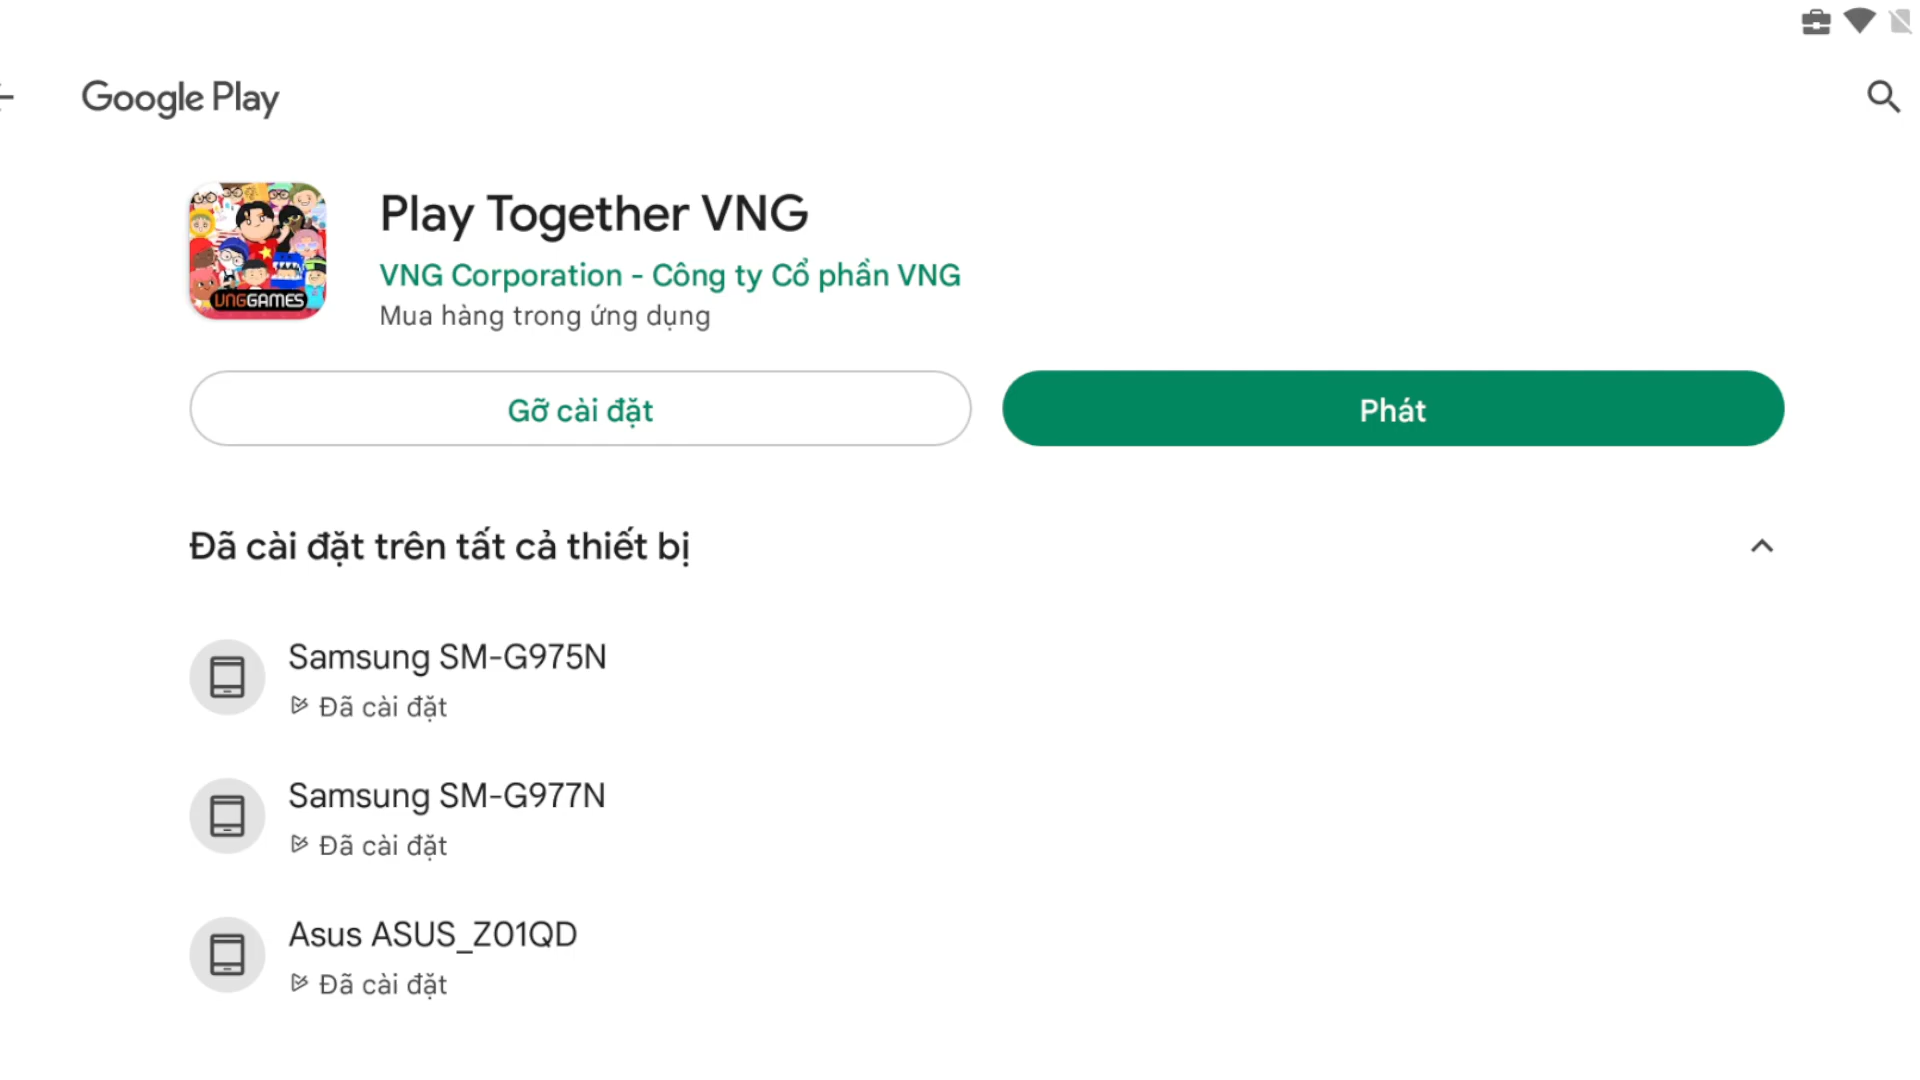 Google Play
Play Together VNG
VNG Corporation - Công ty Cổ phần VNG
Mua hàng trong ứng dụng
VNGGAMES
Gỡ cài đặt
Phát
Đã cài đặt trên tất cả thiết bị
Samsung SM-G975N
Đã cài đặt
Samsung SM-G977N
Đã cài đặt
Asus ASUS_Z01QD
Đã cài đặt